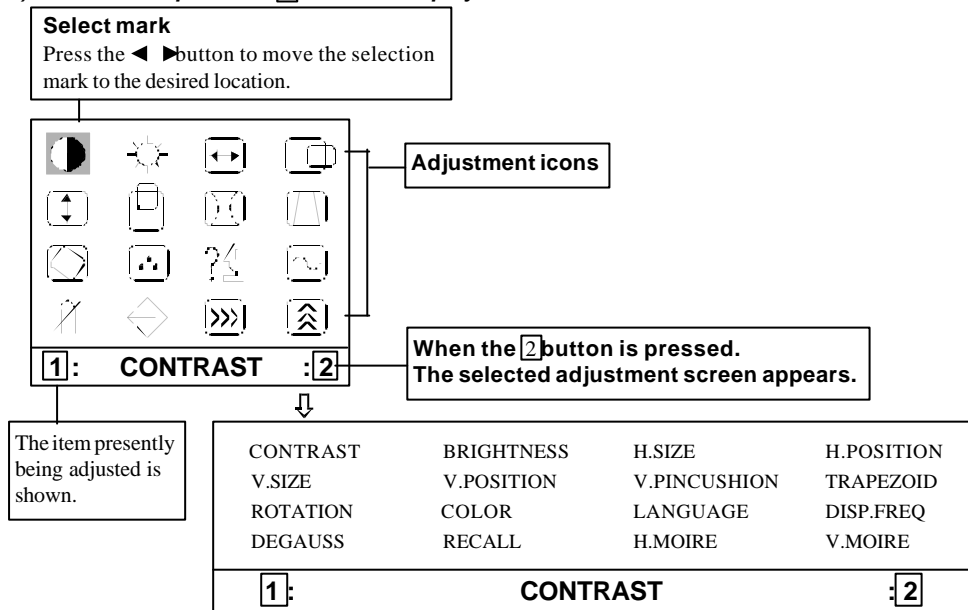 Select mark
Press the ◀ ▶button to move the selection
mark to the desired location.
Adjustment icons
1: CONTRAST :2
When the 2button is pressed.
The selected adjustment screen appears.
The item presently
being adjusted is
shown.
CONTRAST BRIGHTNESS H.SIZE H.POSITION
V.SIZE V.POSITION V.PINCUSHION TRAPEZOID
ROTATION COLOR LANGUAGE DISP.FREQ
DEGAUSS RECALL H.MOIRE V.MOIRE
1: CONTRAST :2